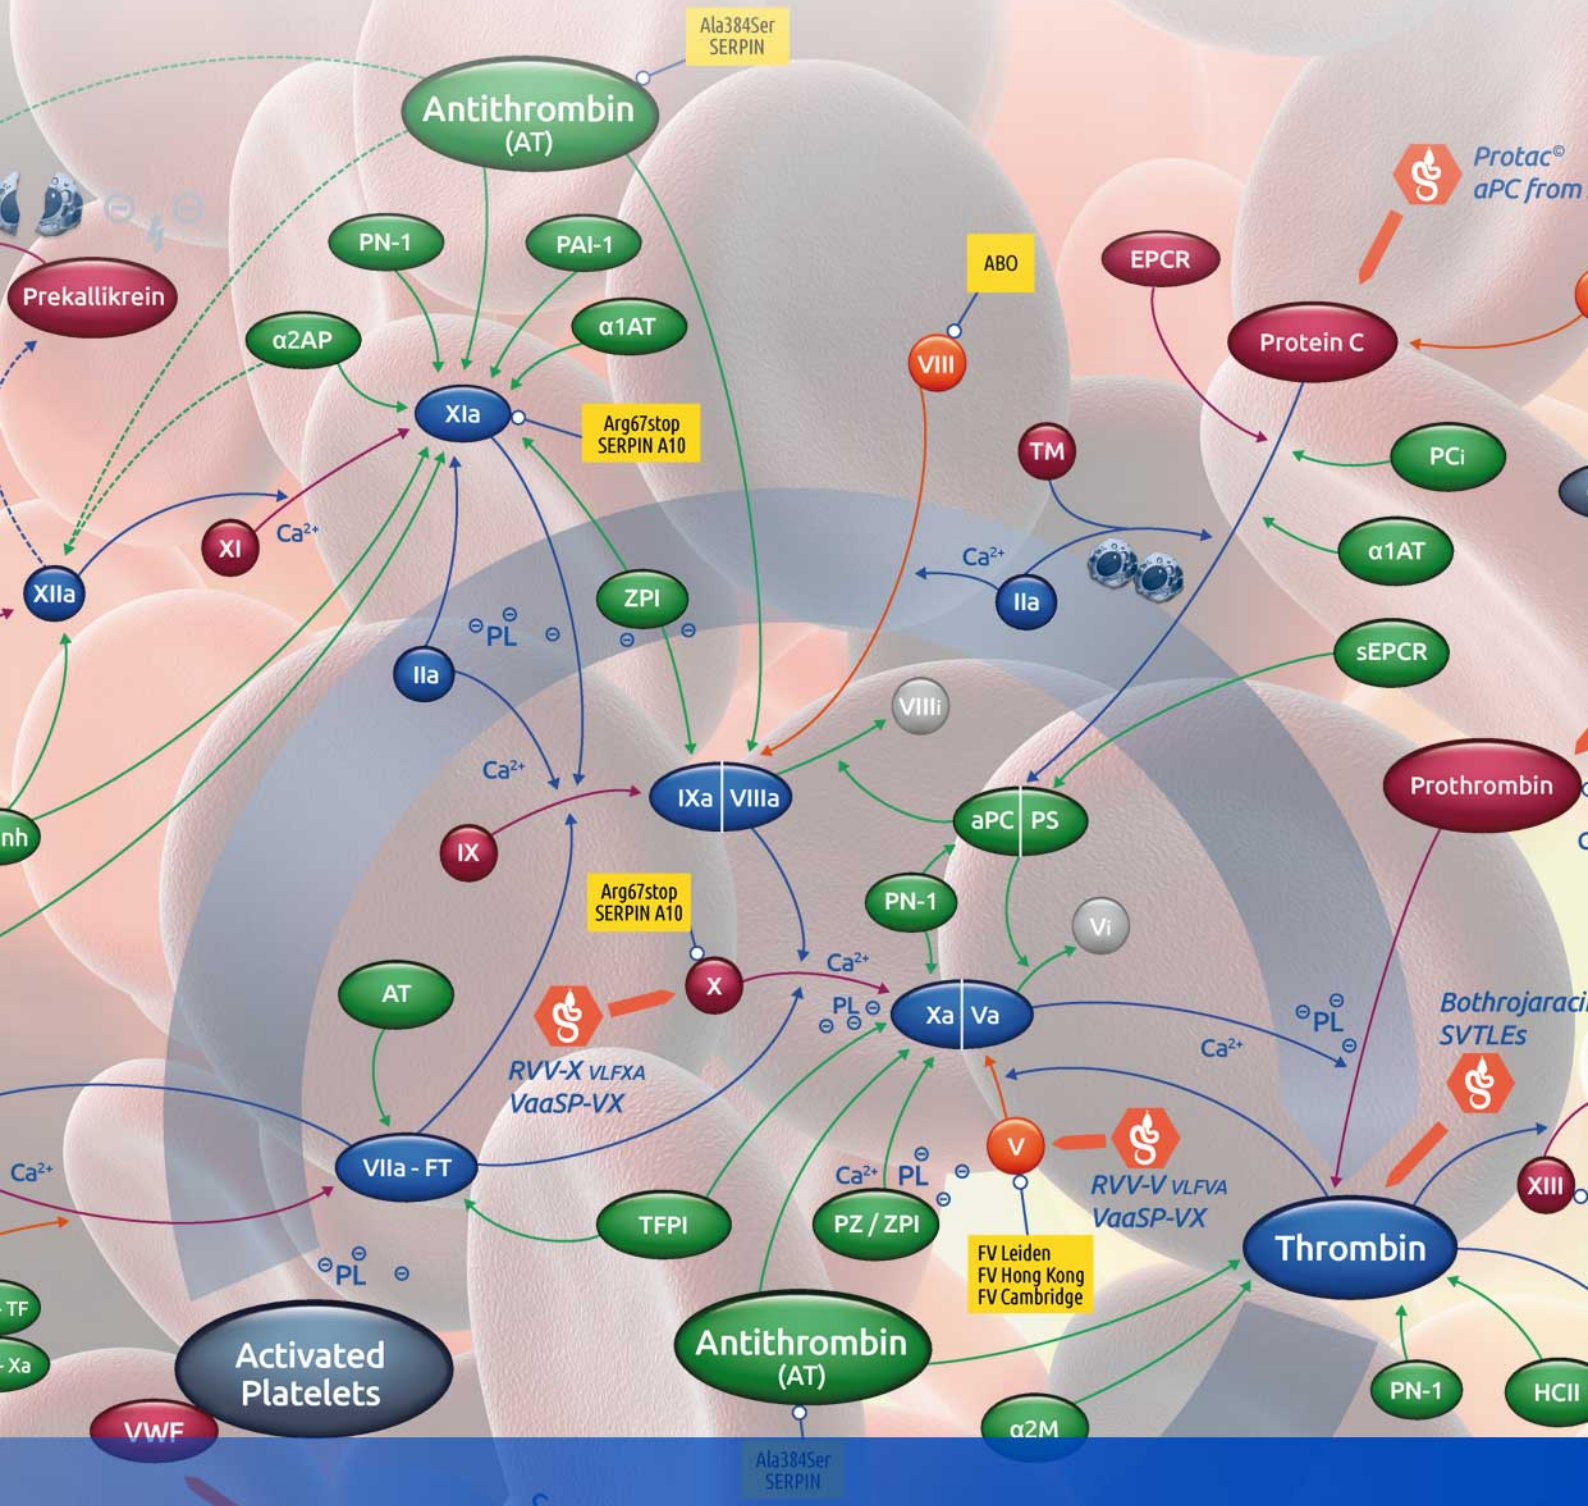 Ala384Ser
SERPIN
Antithrombin
(AT)
Protac©
aPC from
PN-1
PAI-1
ABO
EPCR
Prekallikrein
α2AP
α1AT
VIII
Protein C
XIa
Arg67stop
SERPIN A10
TM
PCi
XI
Ca²⁺
Ca²⁺
α1AT
XIIa
ZPI
IIa
⊖PL⊖ ⊖
⊖ ⊖
IIa
sEPCR
VIIIi
Ca²⁺
IXa VIIIa
Prothrombin
aPC PS
nh
IX
Arg67stop
SERPIN A10
PN-1
Vi
Ca²⁺
AT
X
PL ⊖
⊖ ⊖
Xa Va
⊖PL⊖
⊖
Ca²⁺
Bothrojaraci
SVTLEs
RVV-X VLFXA
VaaSP-VX
V
VIIa - FT
Ca²⁺
Ca²⁺ PL⊖ ⊖
⊖
RVV-V VLFVA
VaaSP-VX
XIII
TFPI
PZ / ZPI
⊖PL⊖ ⊖
FV Leiden
FV Hong Kong
FV Cambridge
Thrombin
TF
Xa
Activated
Platelets
Antithrombin
(AT)
PN-1
HCII
VWF
α2M
Ala384Ser
SERPIN